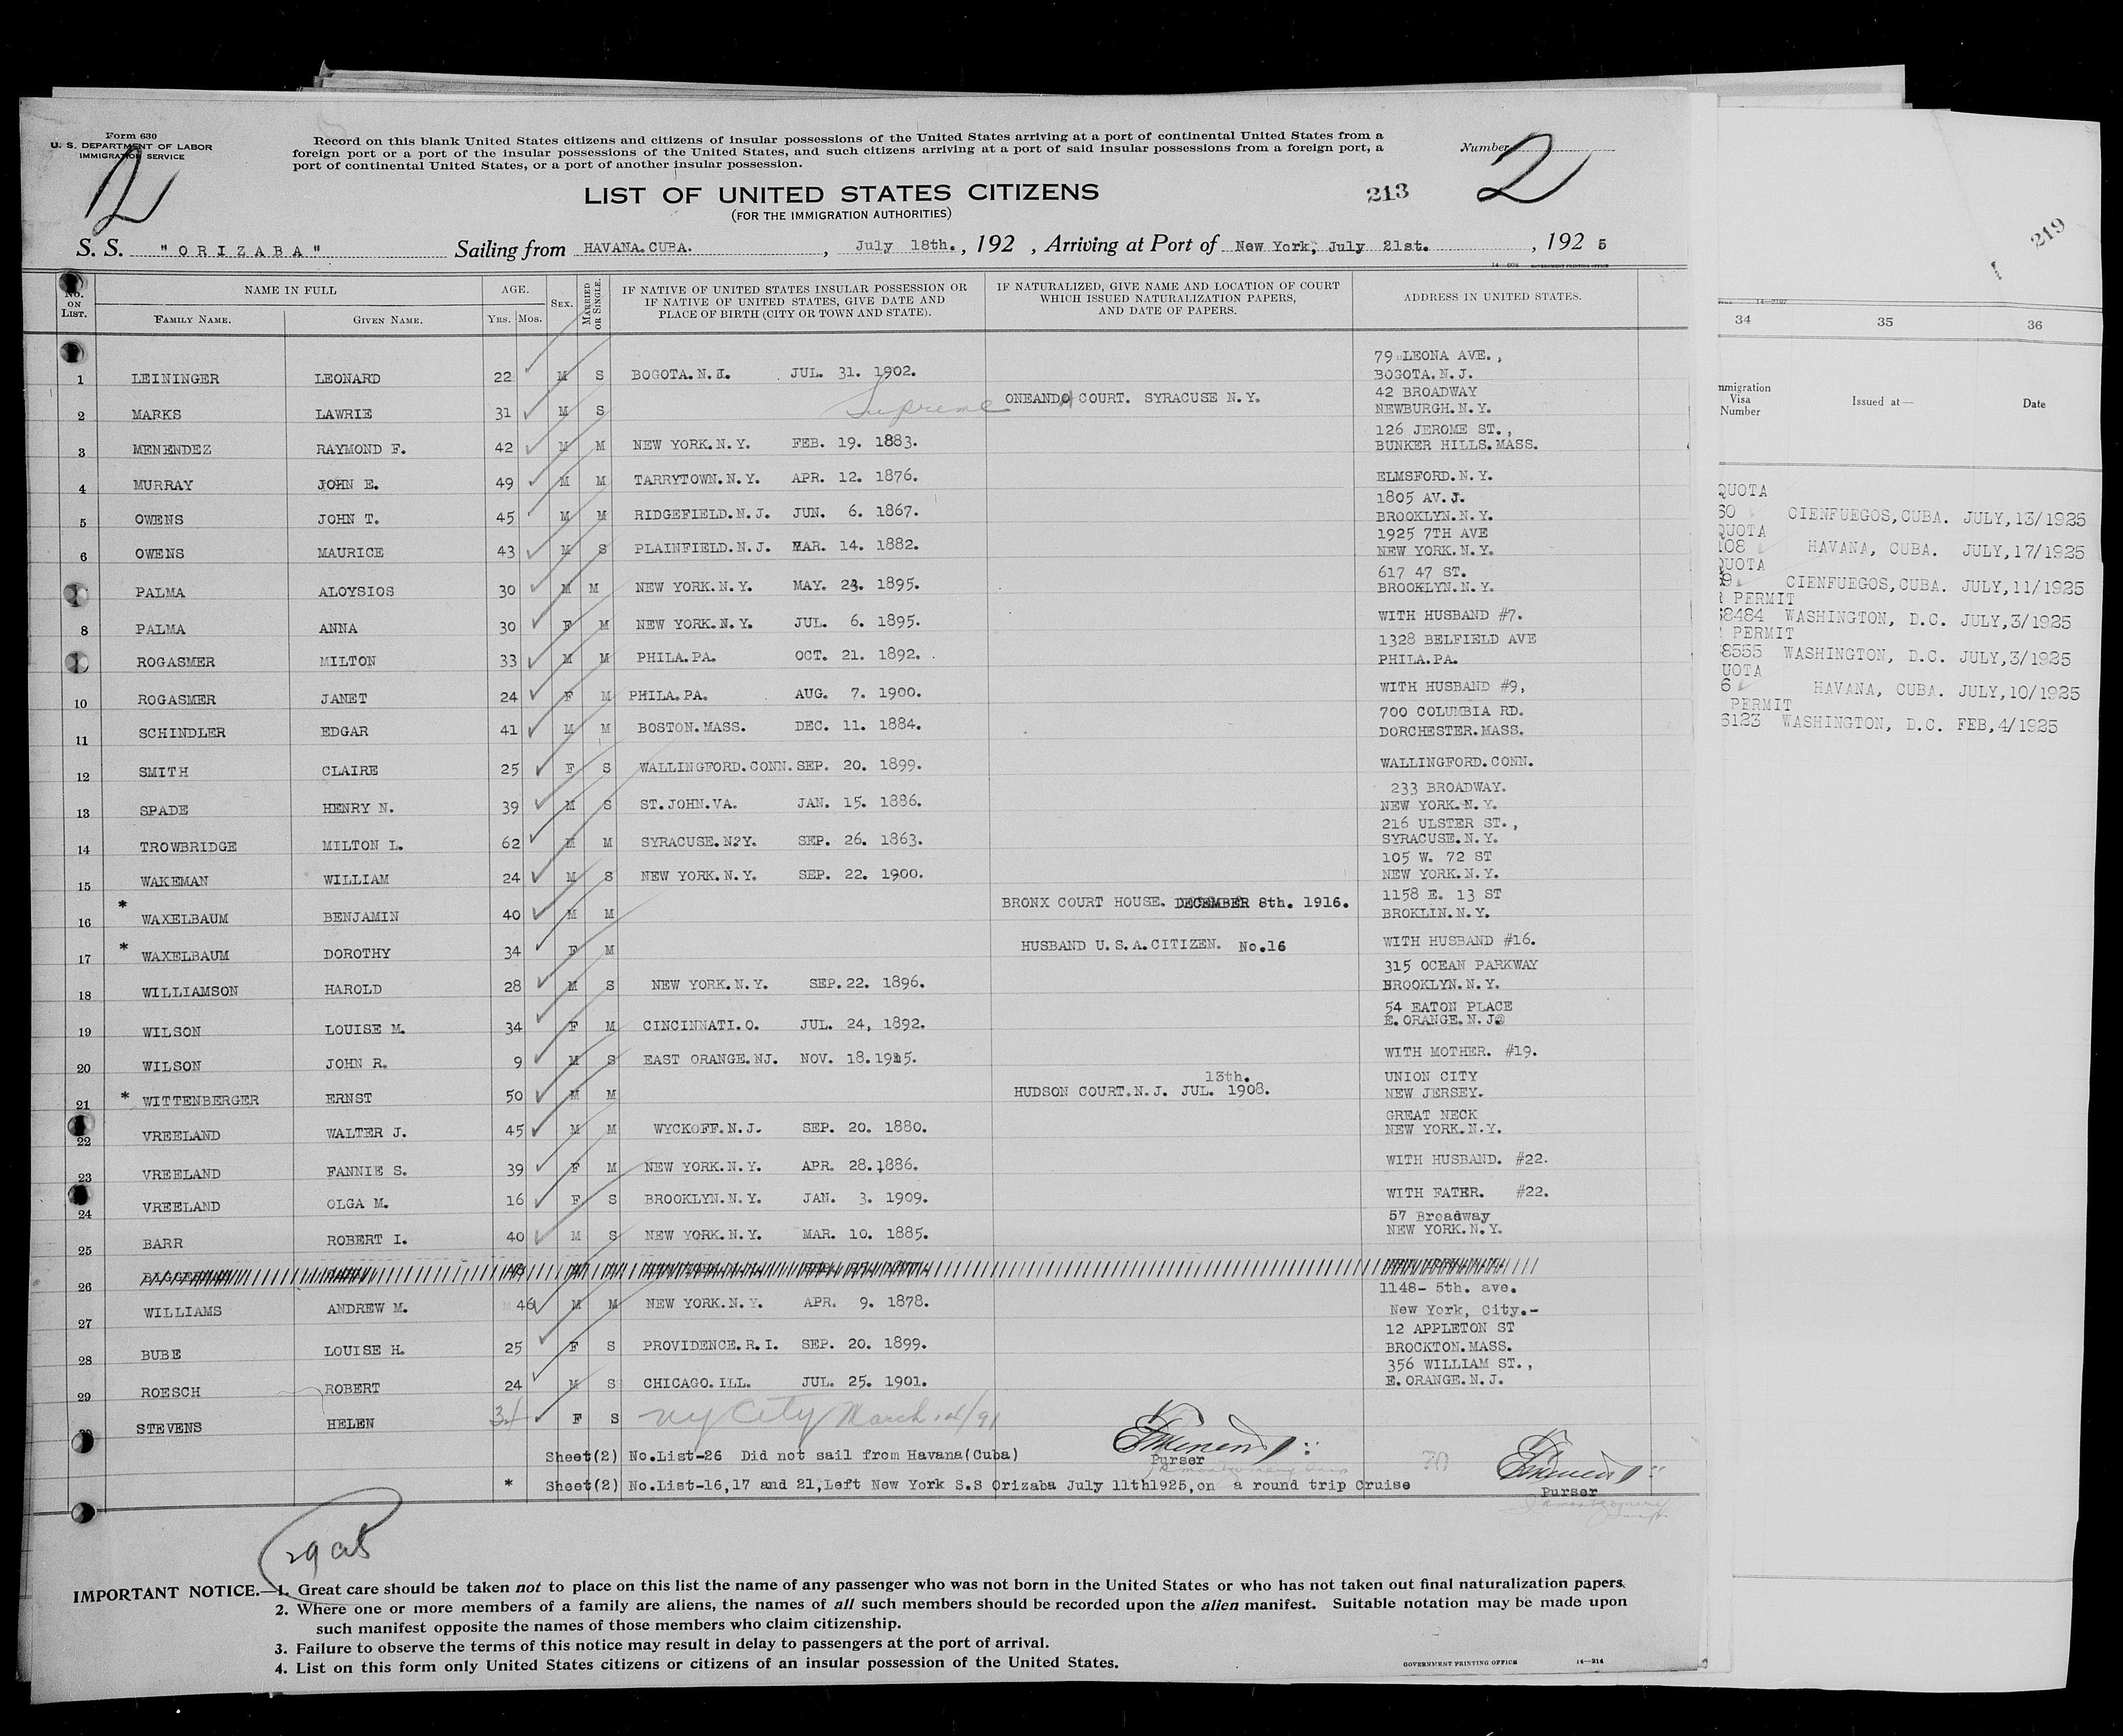 Form 630
U. S. DEPARTMENT OF LABOR
IMMIGRATION SERVICE
Record on this blank United States citizens and citizens of insular possessions of the United States arriving at a port of continental United States from a
foreign port or a port of the insular possessions of the United States, and such citizens arriving at a port of said insular possessions from a foreign port, a
port of continental United States, or a port of another insular possession.
Number 2
2
LIST OF UNITED STATES CITIZENS
(FOR THE IMMIGRATION AUTHORITIES)
213
S. S. "ORIZABA" Sailing from HAVANA.CUBA. , July 18th., 192 , Arriving at Port of New York, July 21st. , 192 5
No. ON LIST. NAME IN FULL AGE. SEX. MARRIED OR SINGLE. IF NATIVE OF UNITED STATES INSULAR POSSESSION OR IF NATIVE OF UNITED STATES, GIVE DATE AND PLACE OF BIRTH (CITY OR TOWN AND STATE). IF NATURALIZED, GIVE NAME AND LOCATION OF COURT WHICH ISSUED NATURALIZATION PAPERS, AND DATE OF PAPERS. ADDRESS IN UNITED STATES.
FAMILY NAME. GIVEN NAME. YRS. MOS.
1 LEININGER LEONARD 22 M S BOGOTA.N.J. JUL. 31. 1902. 79 LEONA AVE., BOGOTA.N.J.
2 MARKS LAWRIE 31 M S Supreme ONEANDO COURT. SYRACUSE N.Y. 42 BROADWAY NEWBURGH.N.Y.
3 MENENDEZ RAYMOND F. 42 M M NEW YORK.N.Y. FEB. 19. 1883. 126 JEROME ST., BUNKER HILLS.MASS.
4 MURRAY JOHN E. 49 M M TARRYTOWN.N.Y. APR. 12. 1876. ELMSFORD.N.Y.
5 OWENS JOHN T. 45 M M RIDGEFIELD.N.J. JUN. 6. 1867. 1805 AV.J. BROOKLYN.N.Y.
6 OWENS MAURICE 43 M S PLAINFIELD.N.J. MAR. 14. 1882. 1925 7TH AVE NEW YORK.N.Y.
PALMA ALOYSIOS 30 M M NEW YORK.N.Y. MAY. 23. 1895. 617 47 ST. BROOKLYN.N.Y.
8 PALMA ANNA 30 F M NEW YORK.N.Y. JUL. 6. 1895. WITH HUSBAND #7.
ROGASMER MILTON 33 M M PHILA.PA. OCT. 21. 1892. 1328 BELFIELD AVE PHILA.PA.
10 ROGASMER JANET 24 F M PHILA.PA. AUG. 7. 1900. WITH HUSBAND #9,
11 SCHINDLER EDGAR 41 M M BOSTON.MASS. DEC. 11. 1884. 700 COLUMBIA RD. DORCHESTER.MASS.
12 SMITH CLAIRE 25 F S WALLINGFORD.CONN. SEP. 20. 1899. WALLINGFORD.CONN.
13 SPADE HENRY N. 39 M S ST.JOHN.VA. JAN. 15. 1886. 233 BROADWAY. NEW YORK.N.Y.
14 TROWBRIDGE MILTON L. 62 M M SYRACUSE.N?Y. SEP. 26. 1863. 216 ULSTER ST., SYRACUSE.N.Y.
15 WAKEMAN WILLIAM 24 M S NEW YORK.N.Y. SEP. 22. 1900. 105 W. 72 ST NEW YORK.N.Y.
16 * WAXELBAUM BENJAMIN 40 M M BRONX COURT HOUSE. DECEMBER 8th. 1916. 1158 E. 13 ST BROKLIN.N.Y.
17 * WAXELBAUM DOROTHY 34 F M HUSBAND U.S.A.CITIZEN. No.16 WITH HUSBAND #16.
18 WILLIAMSON HAROLD 28 M S NEW YORK.N.Y. SEP.22. 1896. 315 OCEAN PARKWAY BROOKLYN.N.Y.
19 WILSON LOUISE M. 34 F M CINCINNATI.O. JUL. 24, 1892. 54 EATON PLACE E.ORANGE.N.J.
20 WILSON JOHN R. 9 M S EAST ORANGE.NJ. NOV. 18.1915. WITH MOTHER. #19.
21 * WITTENBERGER ERNST 50 M M HUDSON COURT.N.J. JUL. 13th. 1908. UNION CITY NEW JERSEY.
22 VREELAND WALTER J. 45 M M WYCKOFF.N.J. SEP. 20. 1880. GREAT NECK NEW YORK.N.Y.
23 VREELAND FANNIE S. 39 F M NEW YORK.N.Y. APR. 28.1886. WITH HUSBAND. #22.
24 VREELAND OLGA M. 16 F S BROOKLYN.N.Y. JAN. 3. 1909. WITH FATER. #22.
25 BARR ROBERT I. 40 M S NEW YORK.N.Y. MAR. 10. 1885. 57 Broadway NEW YORK.N.Y.
26
27 WILLIAMS ANDREW M. 46 M M NEW YORK.N.Y. APR. 9. 1878. 1148- 5th. ave. New York, City.-
28 BUBE LOUISE H. 25 F S PROVIDENCE.R.I. SEP. 20. 1899. 12 APPLETON ST BROCKTON.MASS.
29 ROESCH ROBERT 24 M S CHICAGO.ILL. JUL. 25. 1901. 356 WILLIAM ST., E.ORANGE.N.J.
STEVENS HELEN 34 F S NY City March 14/91
Sheet(2) No.List-26 Did not sail from Havana(Cuba)
Purser
* Sheet(2) No.List-16,17 and 21,Left New York S.S Orizaba July 11th1925,on a round trip Cruise
Purser
IMPORTANT NOTICE.—1. Great care should be taken not to place on this list the name of any passenger who was not born in the United States or who has not taken out final naturalization papers.
2. Where one or more members of a family are aliens, the names of all such members should be recorded upon the alien manifest. Suitable notation may be made upon
such manifest opposite the names of those members who claim citizenship.
3. Failure to observe the terms of this notice may result in delay to passengers at the port of arrival.
4. List on this form only United States citizens or citizens of an insular possession of the United States.
GOVERNMENT PRINTING OFFICE 14—214
219
34 35 36
Visa Number Issued at— Date
QUOTA
60 CIENFUEGOS,CUBA. JULY,13/1925
QUOTA
108 HAVANA, CUBA. JULY,17/1925
QUOTA
9 CIENFUEGOS,CUBA. JULY,11/1925
PERMIT
8484 WASHINGTON, D.C. JULY,3/1925
PERMIT
8555 WASHINGTON, D.C. JULY,3/1925
UOTA
6 HAVANA, CUBA. JULY,10/1925
PERMIT
6123 WASHINGTON, D.C. FEB,4/1925